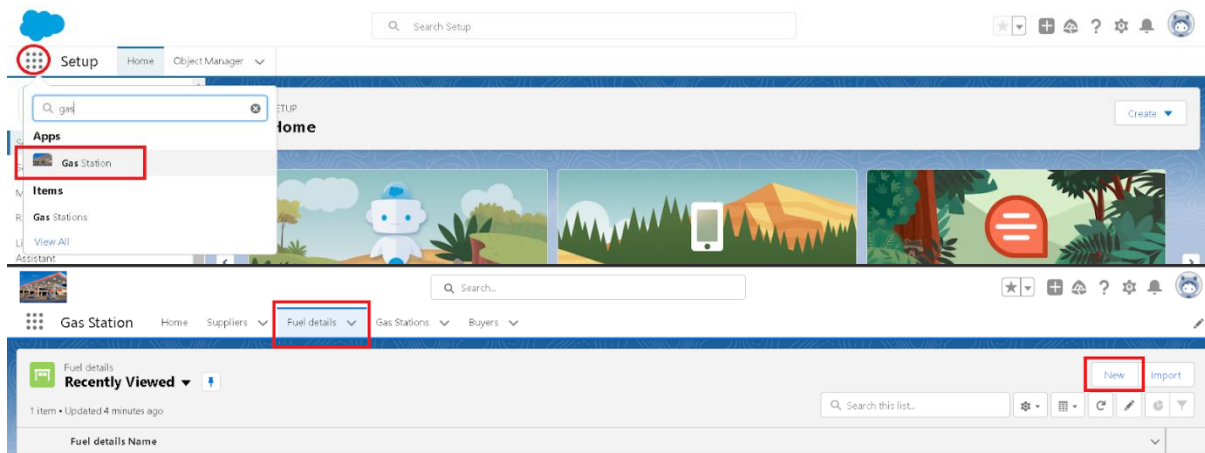 Search Setup
Setup Home Object Manager
gas
SETUP
Home
Create
Apps
Gas Station
Items
Gas Stations
View All
Assistant
Search...
Gas Station Home Suppliers Fuel details Gas Stations Buyers
Fuel details
Recently Viewed
New Import
1 item • Updated 4 minutes ago
Search this list...
Fuel details Name